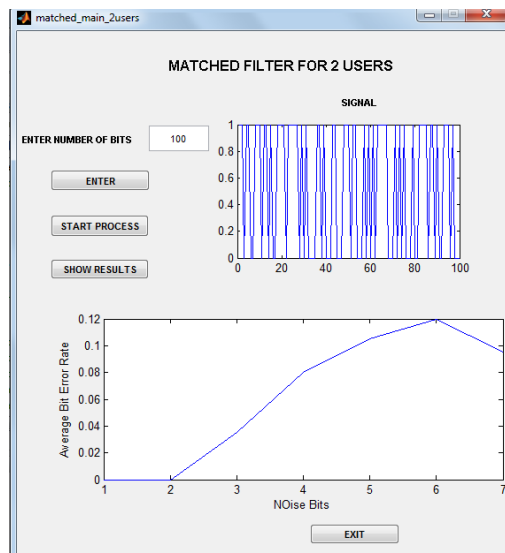 matched_main_2users
MATCHED FILTER FOR 2 USERS
SIGNAL
ENTER NUMBER OF BITS
100
ENTER
START PROCESS
SHOW RESULTS
1
0.8
0.6
0.4
0.2
0
0 20 40 60 80 100
0.12
0.1
0.08
0.06
0.04
0.02
0
Average Bit Error Rate
1 2 3 4 5 6 7
NOise Bits
EXIT